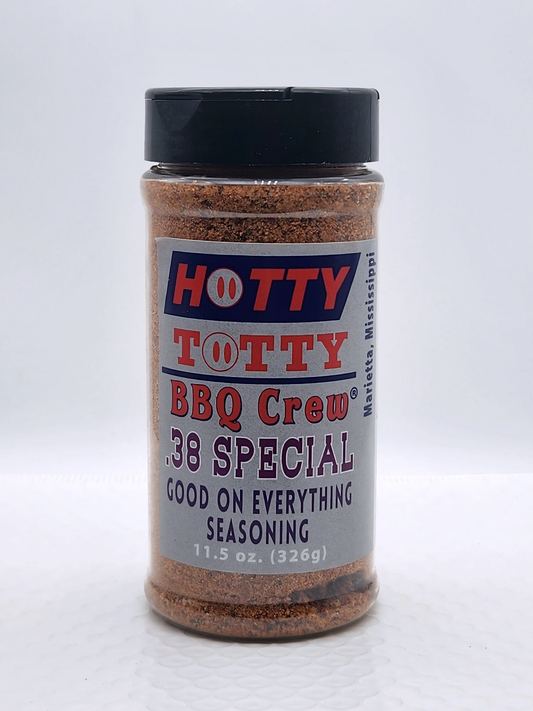 HOTTY
TOTTY
BBQ Crew®
.38 SPECIAL
GOOD ON EVERYTHING
SEASONING
11.5 oz. (326g)
Marietta, Mississippi